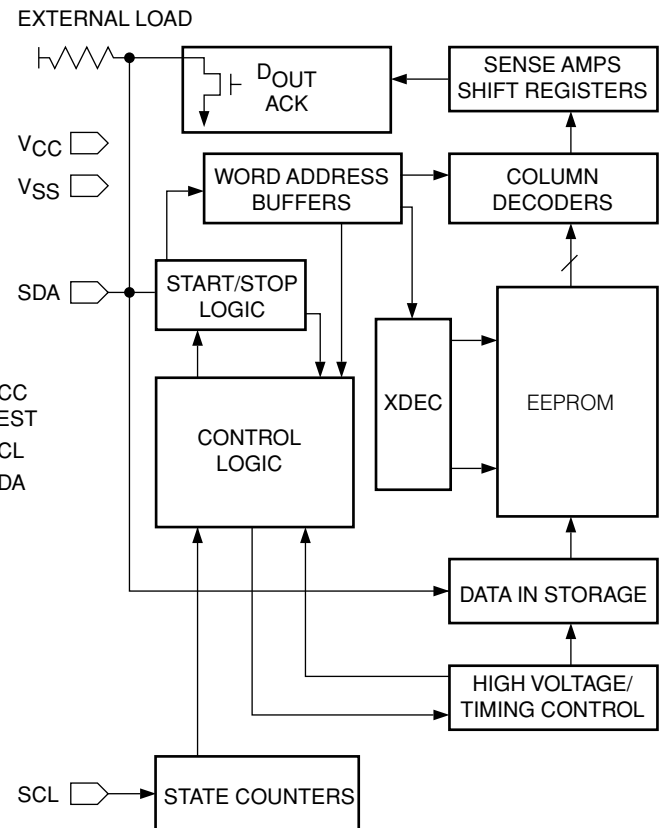 EXTERNAL LOAD
DOUT
ACK
SENSE AMPS
SHIFT REGISTERS
VCC
VSS
WORD ADDRESS
BUFFERS
COLUMN
DECODERS
SDA
START/STOP
LOGIC
XDEC
EEPROM
CC
EST
CL
DA
CONTROL
LOGIC
DATA IN STORAGE
HIGH VOLTAGE/
TIMING CONTROL
SCL
STATE COUNTERS